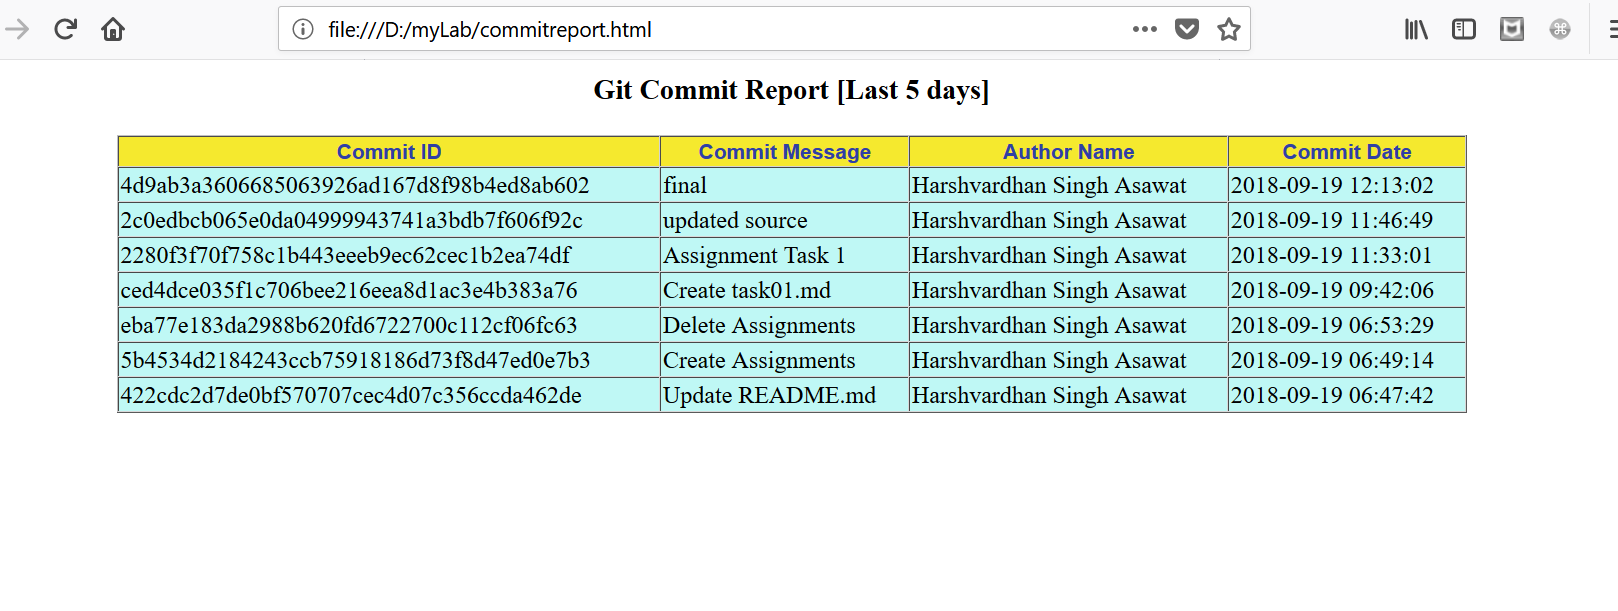 file:///D:/myLab/commitreport.html
Git Commit Report [Last 5 days]
Commit ID Commit Message Author Name Commit Date
4d9ab3a3606685063926ad167d8f98b4ed8ab602 final Harshvardhan Singh Asawat 2018-09-19 12:13:02
2c0edbcb065e0da04999943741a3bdb7f606f92c updated source Harshvardhan Singh Asawat 2018-09-19 11:46:49
2280f3f70f758c1b443eeeb9ec62cec1b2ea74df Assignment Task 1 Harshvardhan Singh Asawat 2018-09-19 11:33:01
ced4dce035f1c706bee216eea8d1ac3e4b383a76 Create task01.md Harshvardhan Singh Asawat 2018-09-19 09:42:06
eba77e183da2988b620fd6722700c112cf06fc63 Delete Assignments Harshvardhan Singh Asawat 2018-09-19 06:53:29
5b4534d2184243ccb75918186d73f8d47ed0e7b3 Create Assignments Harshvardhan Singh Asawat 2018-09-19 06:49:14
422cdc2d7de0bf570707cec4d07c356ccda462de Update README.md Harshvardhan Singh Asawat 2018-09-19 06:47:42